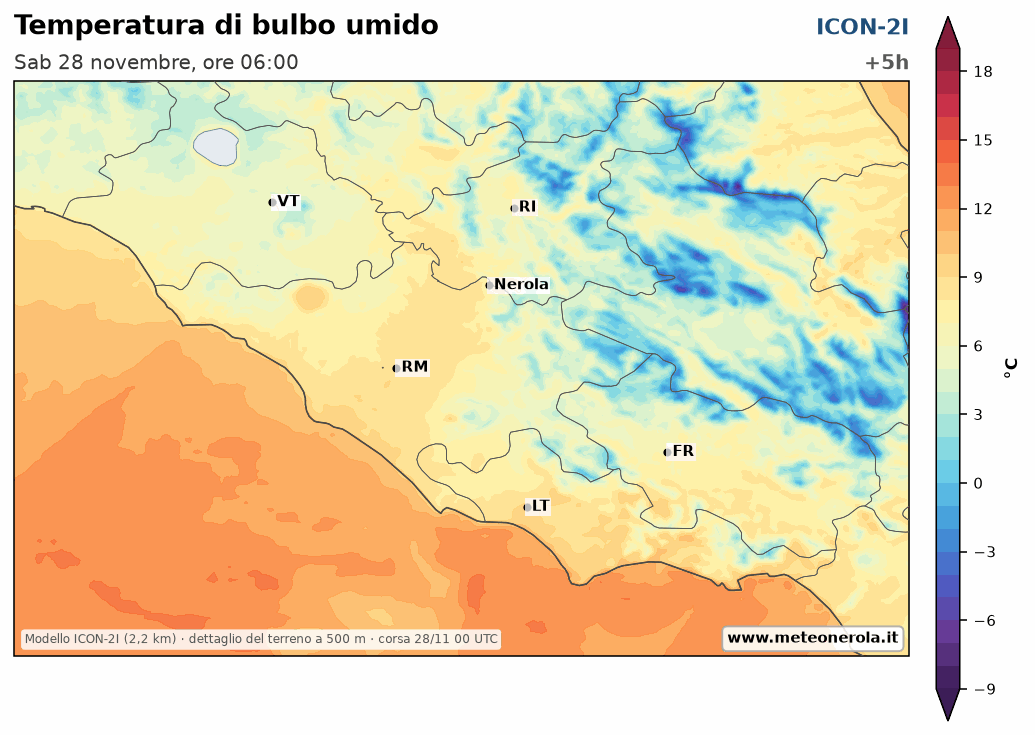 Temperatura di bulbo umido
ICON-2I
Sab 28 novembre, ore 06:00
+5h
VT
RI
Nerola
RM
FR
LT
Modello ICON-2I (2,2 km) · dettaglio del terreno a 500 m · corsa 28/11 00 UTC
www.meteonerola.it
18
15
12
9
6
3
0
−3
−6
−9
°C